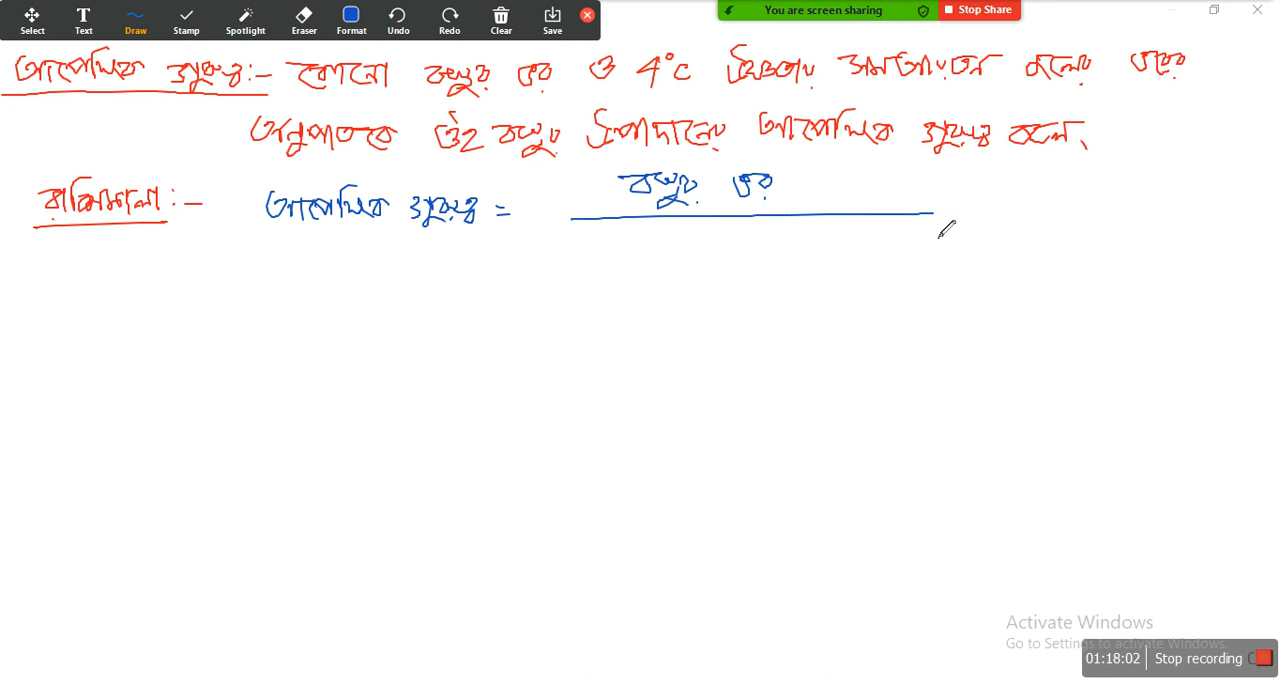 Select Text Draw Stamp Spotlight Eraser Format Undo Redo Clear Save
You are screen sharing Stop Share
আপেক্ষিক গুরুত্ব :- কোনো বস্তুর ভর ও 4°C উষ্ণতায় সমআয়তন জলের ভরের
অনুপাতকে ঐ বস্তুর উপাদানের আপেক্ষিক গুরুত্ব বলে।
রাশিমালা :- আপেক্ষিক গুরুত্ব = বস্তুর ভর
Activate Windows
Go to Settings to activate Windows.
01:18:02 Stop recording